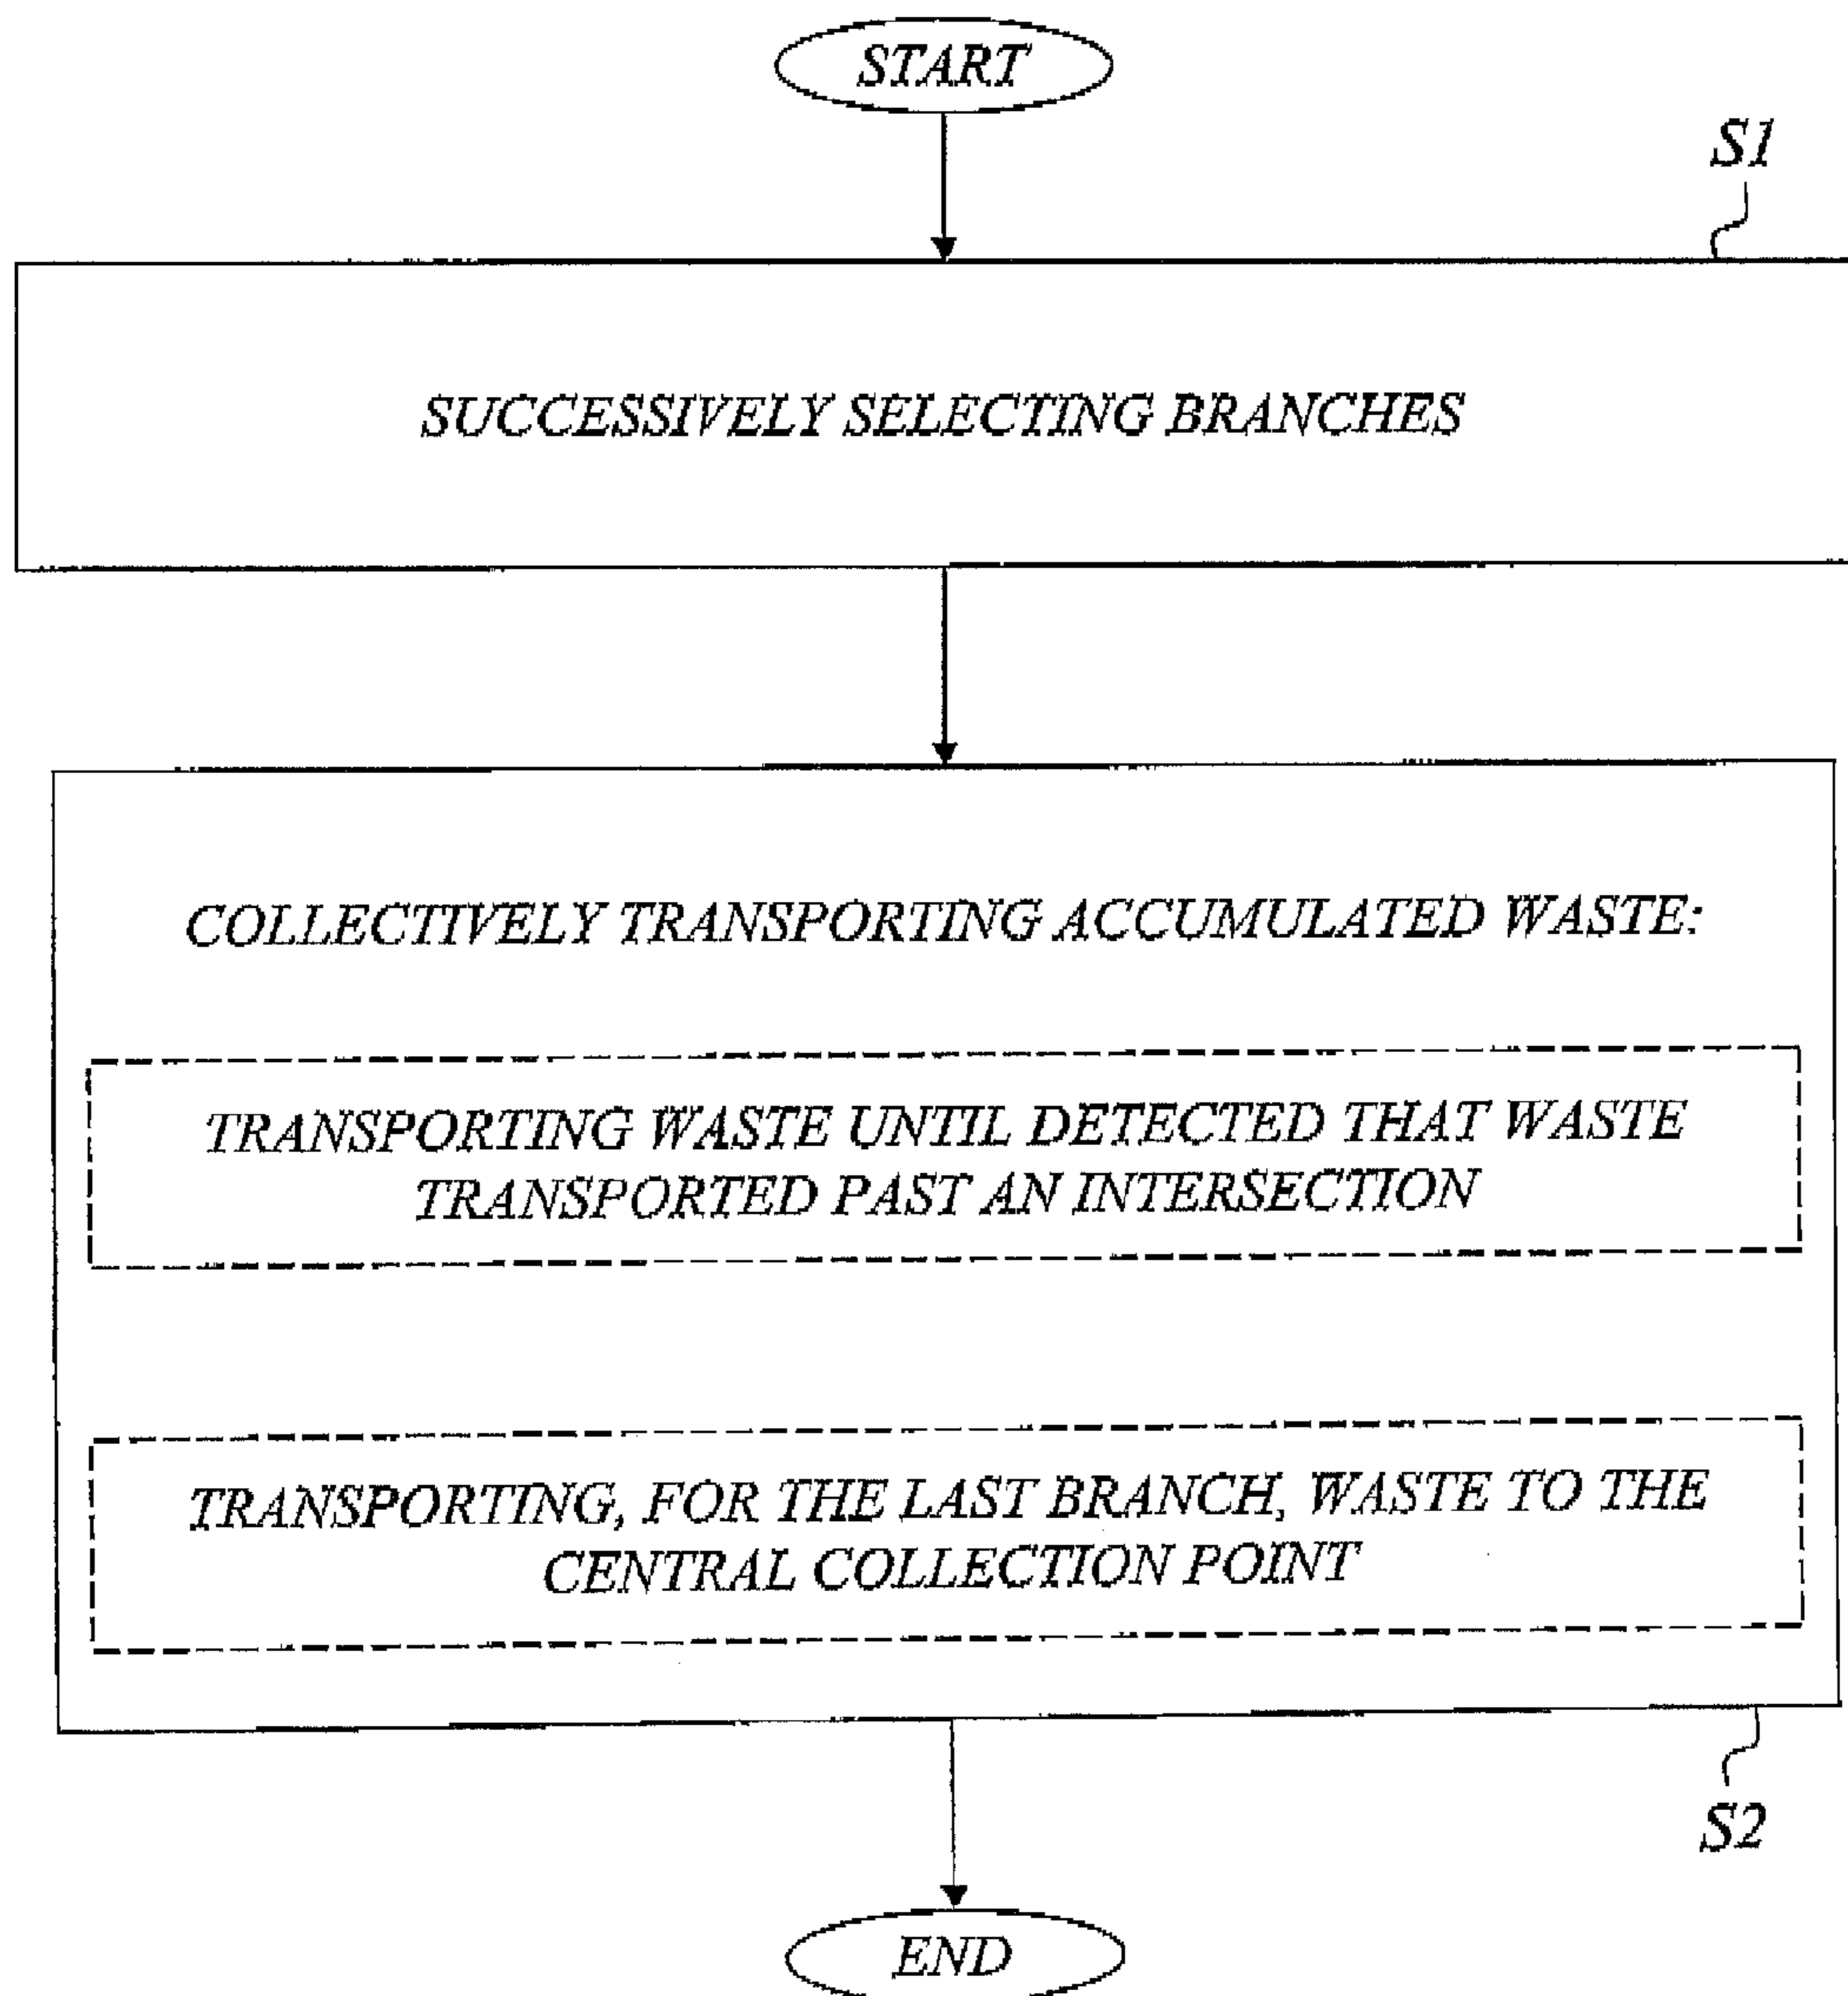 START
S1
SUCCESSIVELY SELECTING BRANCHES
COLLECTIVELY TRANSPORTING ACCUMULATED WASTE:
TRANSPORTING WASTE UNTIL DETECTED THAT WASTE
TRANSPORTED PAST AN INTERSECTION
TRANSPORTING, FOR THE LAST BRANCH, WASTE TO THE
CENTRAL COLLECTION POINT
S2
END